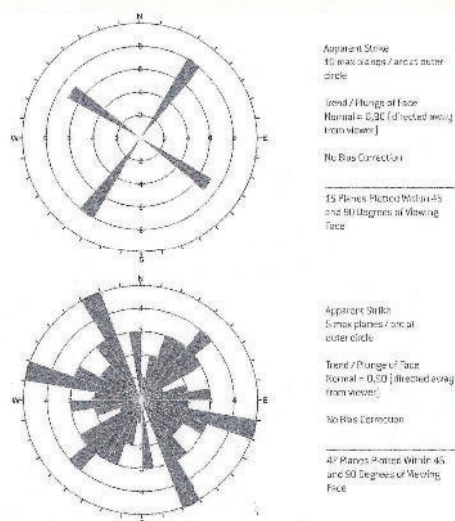 N
W
E
S
Apparent Strike
10 max planes / arc at outer
circle
Trend / Plunge of Face
Normal = 0,90 [directed away
from viewer]
No Bias Correction
15 Planes Plotted Within 45
and 90 Degrees of Viewing
Face
N
W
E
S
Apparent Strike
5 max planes / arc at
outer circle
Trend / Plunge of Face
Normal = 0,90 [directed away
from viewer]
No Bias Correction
42 Planes Plotted Within 45
and 90 Degrees of Viewing
Face